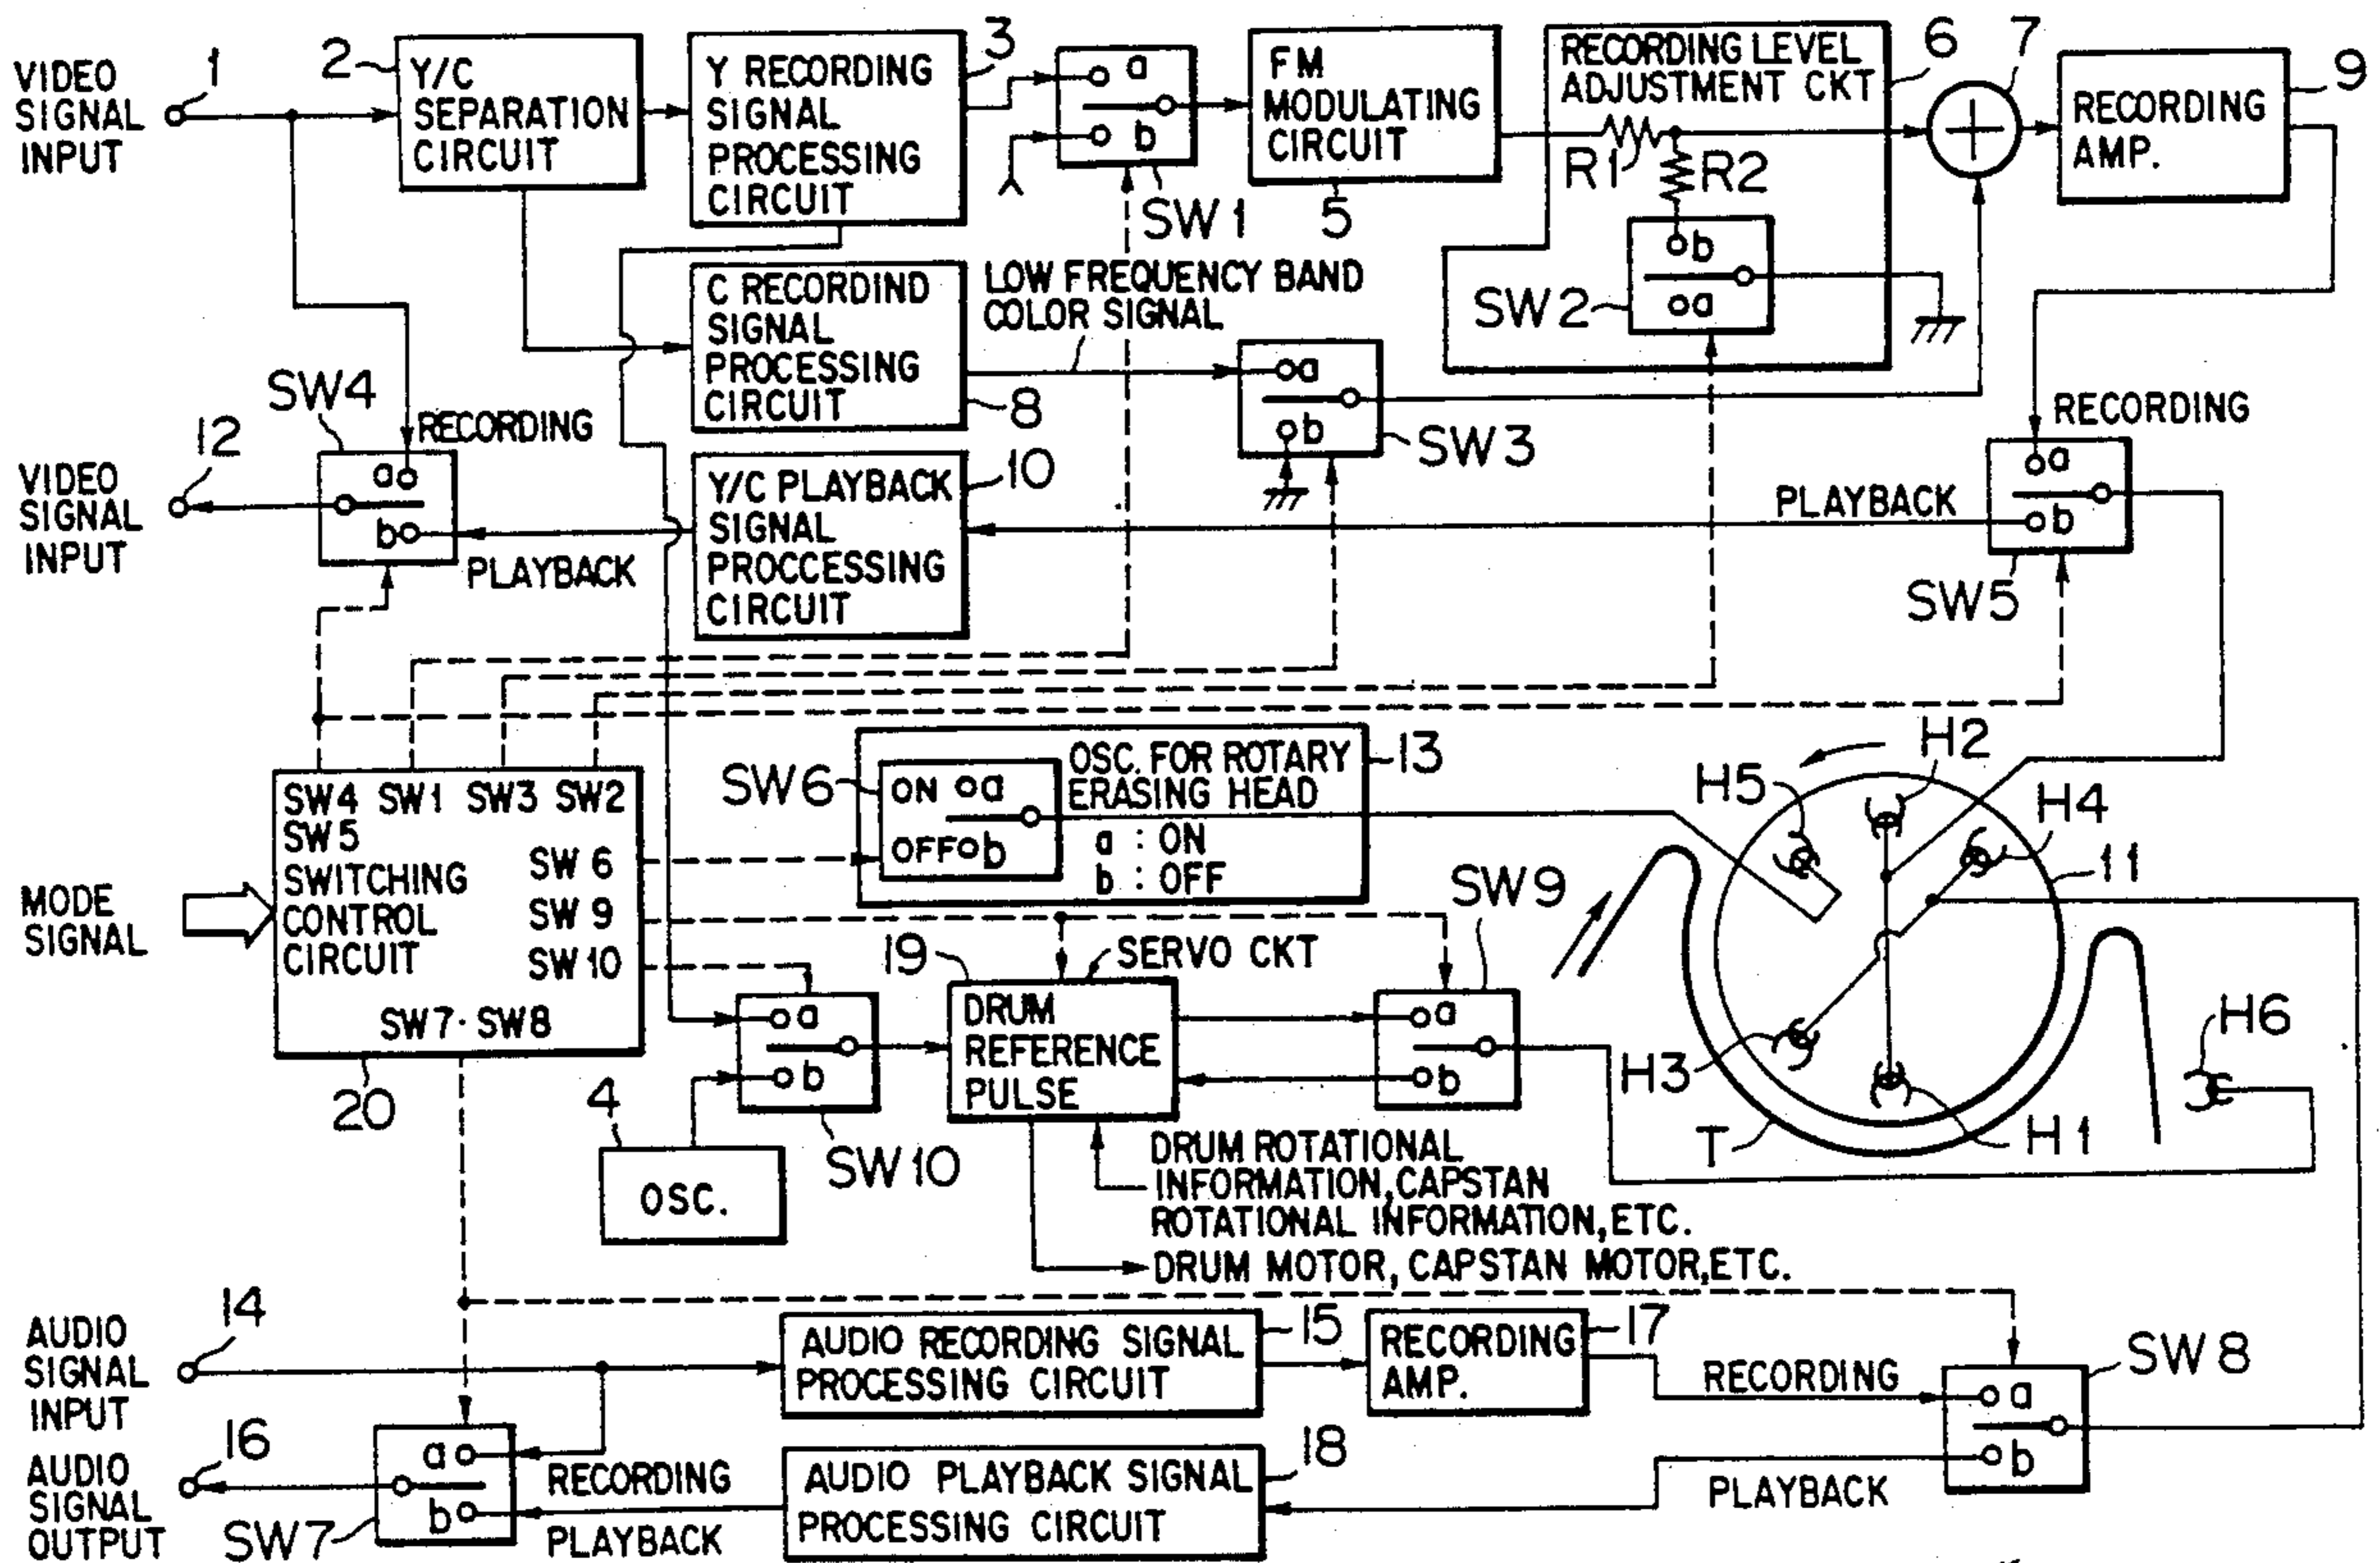 VIDEO
SIGNAL
INPUT
1
2
Y/C
SEPARATION
CIRCUIT
Y RECORDING
SIGNAL
PROCESSING
CIRCUIT
3
a
b
SW1
FM
MODULATING
CIRCUIT
5
RECORDING LEVEL
ADJUSTMENT CKT
6
R1
R2
b
a
SW2
7
RECORDING
AMP.
9
C RECORDIND
SIGNAL
PROCESSING
CIRCUIT
8
LOW FREQUENCY BAND
COLOR SIGNAL
a
b
SW3
RECORDING
a
b
PLAYBACK
SW5
SW4
RECORDING
a
b
PLAYBACK
12
VIDEO
SIGNAL
INPUT
Y/C PLAYBACK
SIGNAL
PROCCESSING
CIRCUIT
10
MODE
SIGNAL
SW4 SW1 SW3 SW2
SW5
SWITCHING
CONTROL
CIRCUIT
SW 6
SW 9
SW 10
SW7· SW8
20
SW6
ON a
OFF b
OSC. FOR ROTARY
ERASING HEAD
a : ON
b : OFF
13
SW9
a
b
19
SERVO CKT
DRUM
REFERENCE
PULSE
a
b
SW10
4
OSC.
DRUM ROTATIONAL
INFORMATION,CAPSTAN
ROTATIONAL INFORMATION,ETC.
DRUM MOTOR, CAPSTAN MOTOR,ETC.
H2
H5
H4
11
H3
H1
T
H6
14
AUDIO
SIGNAL
INPUT
AUDIO RECORDING SIGNAL
PROCESSING CIRCUIT
15
RECORDING
AMP.
17
RECORDING
a
b
SW8
PLAYBACK
16
AUDIO
SIGNAL
OUTPUT
a
b
SW7
RECORDING
PLAYBACK
AUDIO PLAYBACK SIGNAL
PROCESSING CIRCUIT
18